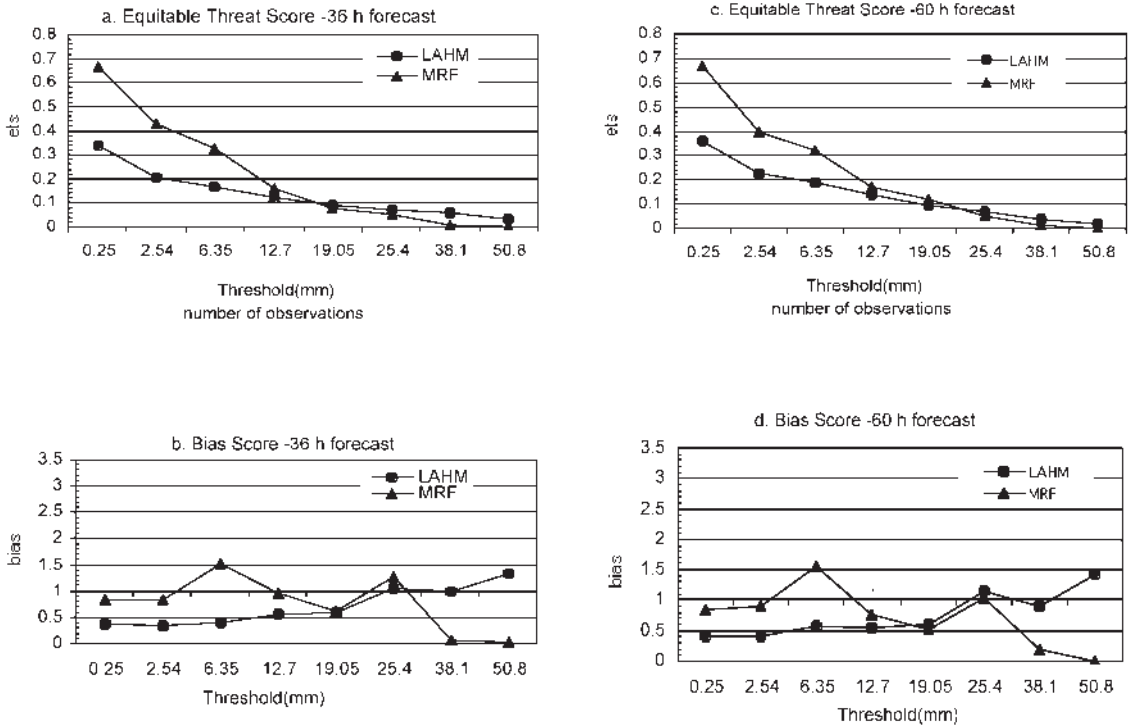 a. Equitable Threat Score -36 h forecast
0.8
0.7
0.6
0.5
0.4
0.3
0.2
0.1
0
ets
LAHM
MRF
0.25 2.54 6.35 12.7 19.05 25.4 38.1 50.8
Threshold(mm)
number of observations
c. Equitable Threat Score -60 h forecast
0.8
0.7
0.6
0.5
0.4
0.3
0.2
0.1
0
ets
LAHM
MRF
0.25 2.54 6.35 12.7 19.05 25.4 38.1 50.8
Threshold(mm)
number of observations
b. Bias Score -36 h forecast
3.5
3
2.5
2
1.5
1
0.5
0
bias
LAHM
MRF
0.25 2.54 6.35 12.7 19.05 25.4 38.1 50.8
Threshold(mm)
d. Bias Score -60 h forecast
3.5
3
2.5
2
1.5
1
0.5
0
bias
LAHM
MRF
0.25 2.54 6.35 12.7 19.05 25.4 38.1 50.8
Threshold(mm)